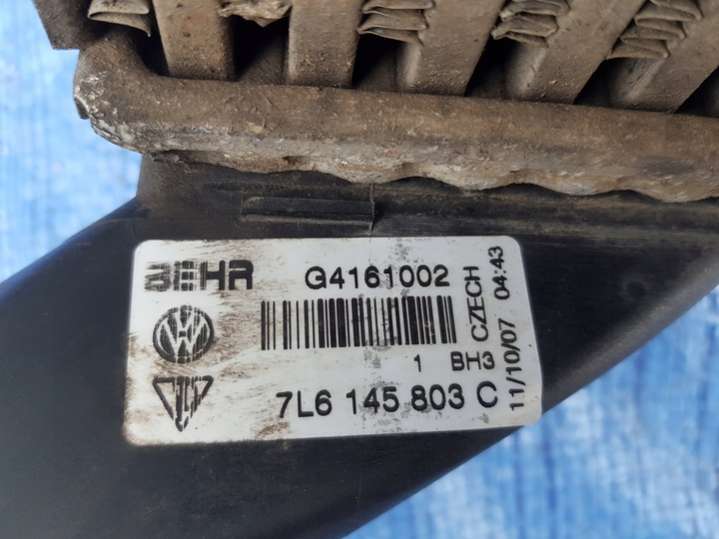 BEHR G4161002
1 BH3
7L6 145 803 C
CZECH
11/10/07 04:43